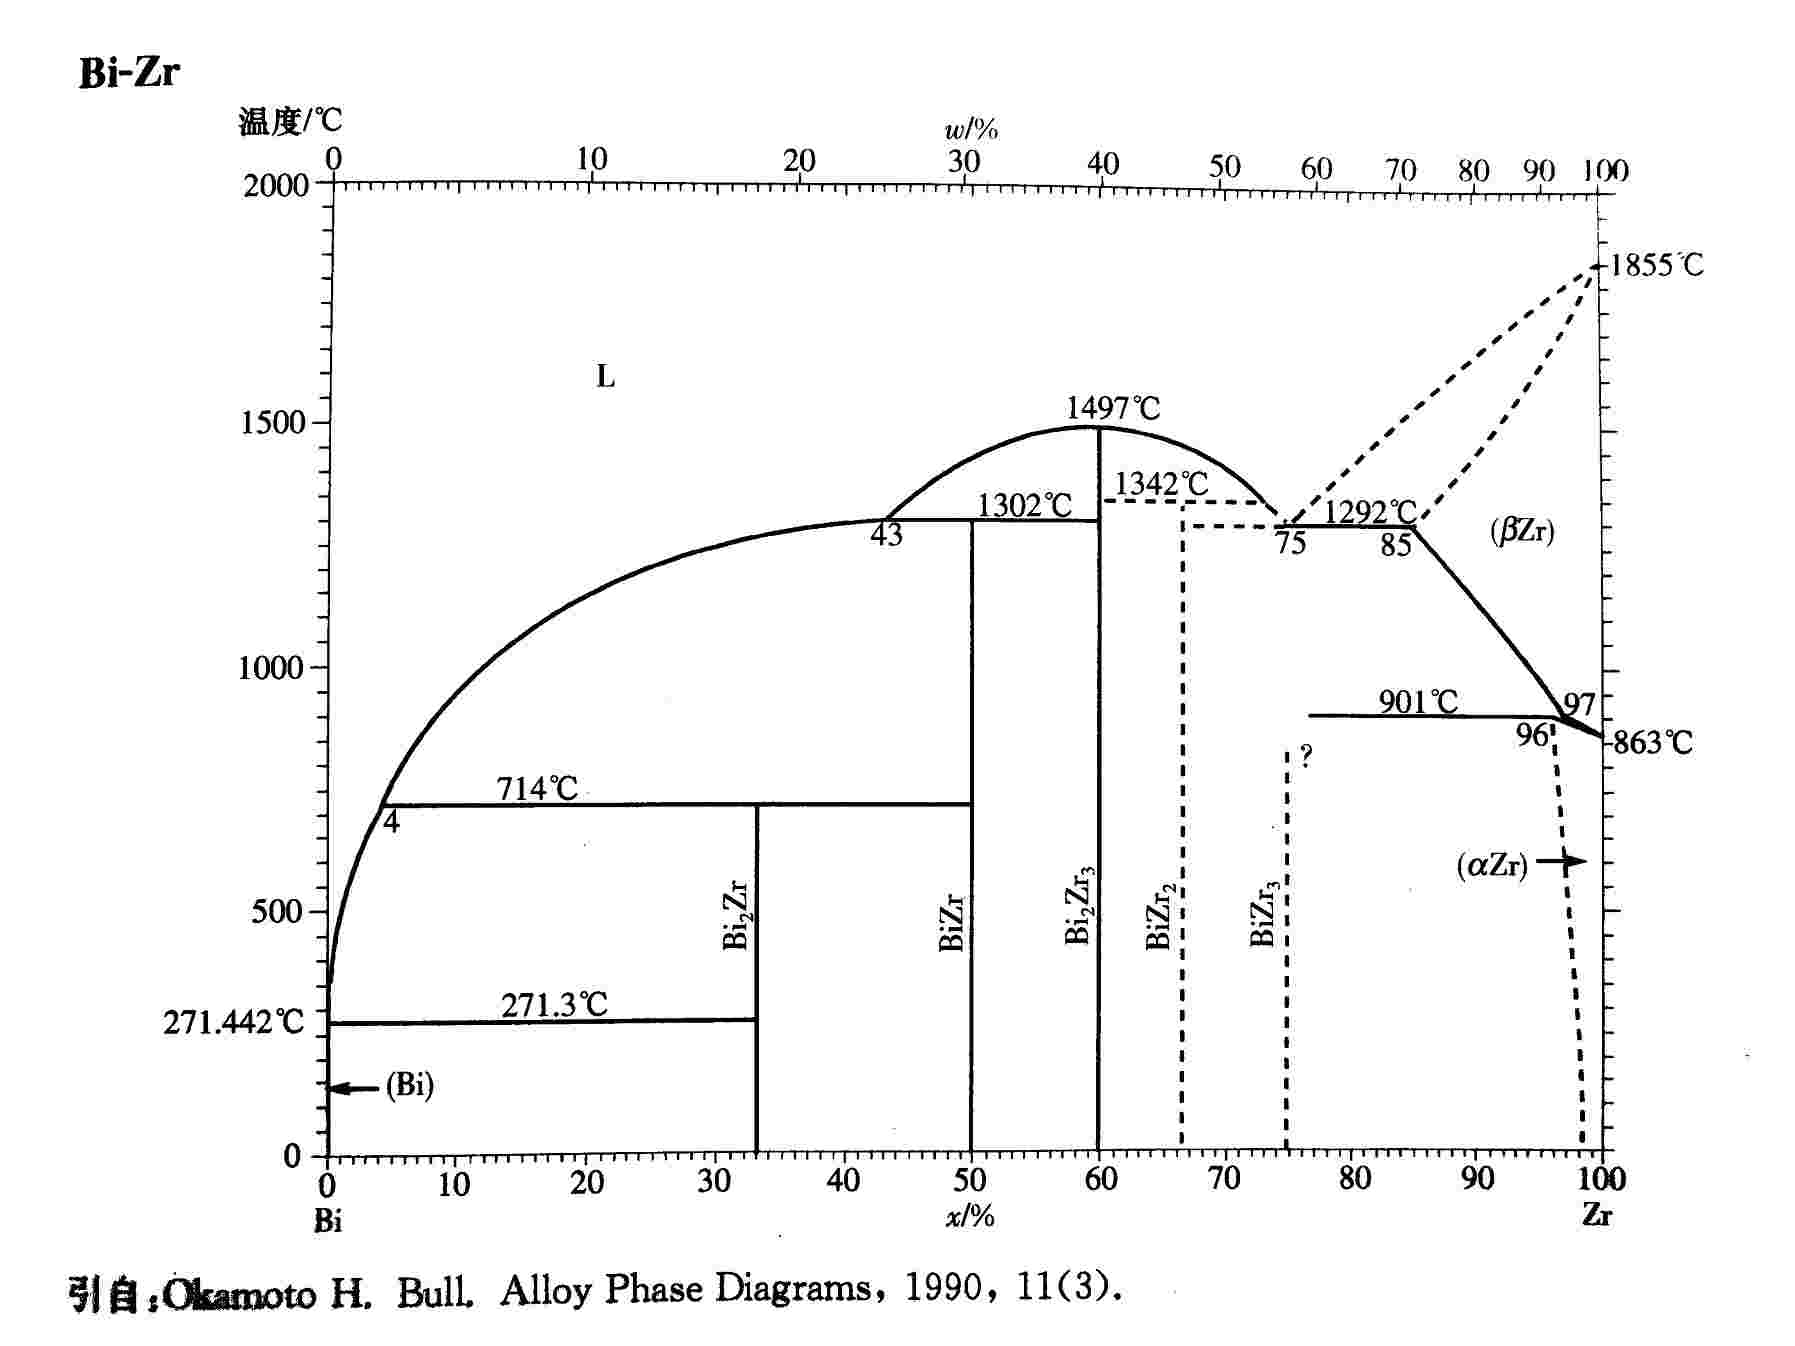 Bi-Zr
温度/℃
w/%
0 10 20 30 40 50 60 70 80 90 100
2000
1855℃
L
1500
1497℃
1342℃
1302℃
1292℃
43
75
85
(βZr)
1000
901℃
97
96
863℃
?
714℃
4
(αZr)
500
Bi₂Zr
BiZr
Bi₂Zr₃
BiZr₂
BiZr₃
271.3℃
271.442℃
(Bi)
0
0 10 20 30 40 50 60 70 80 90 100
Bi
x/%
Zr
引自:Okamoto H. Bull. Alloy Phase Diagrams, 1990, 11(3).